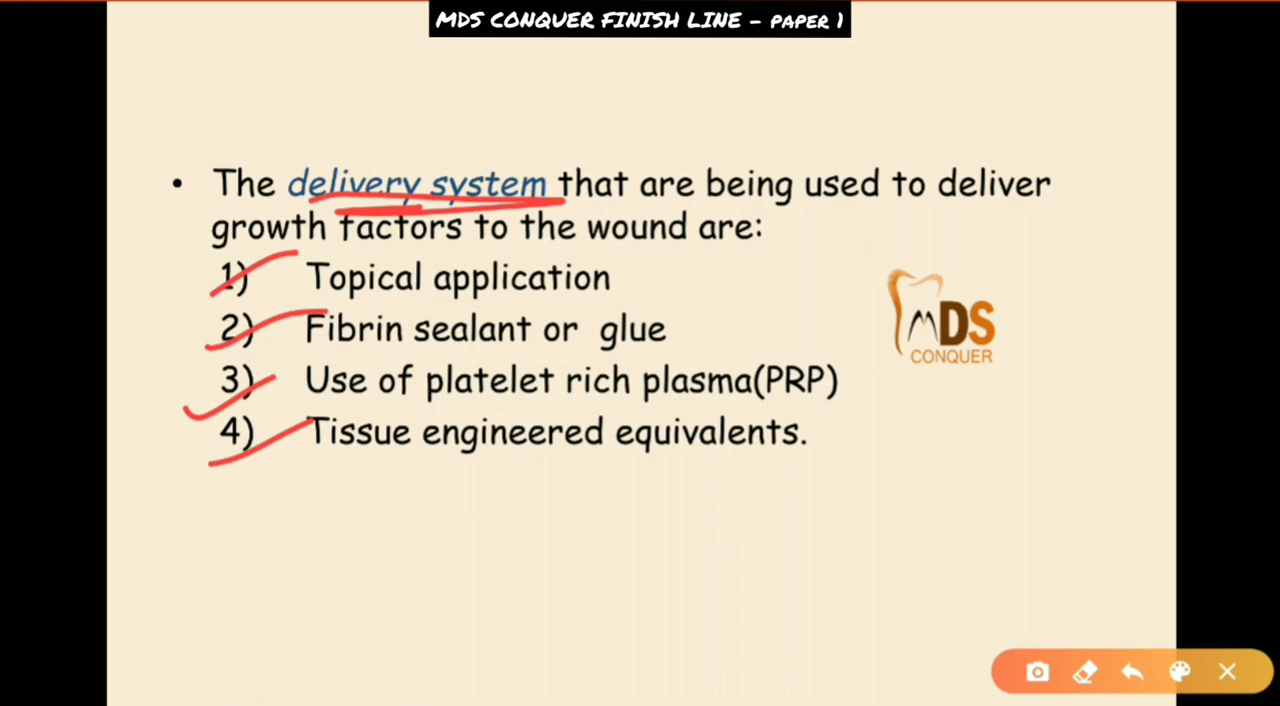 MDS CONQUER FINISH LINE - PAPER 1
• The delivery system that are being used to deliver
growth factors to the wound are:
1) Topical application
2) Fibrin sealant or glue
3) Use of platelet rich plasma(PRP)
4) Tissue engineered equivalents.
MDS
CONQUER